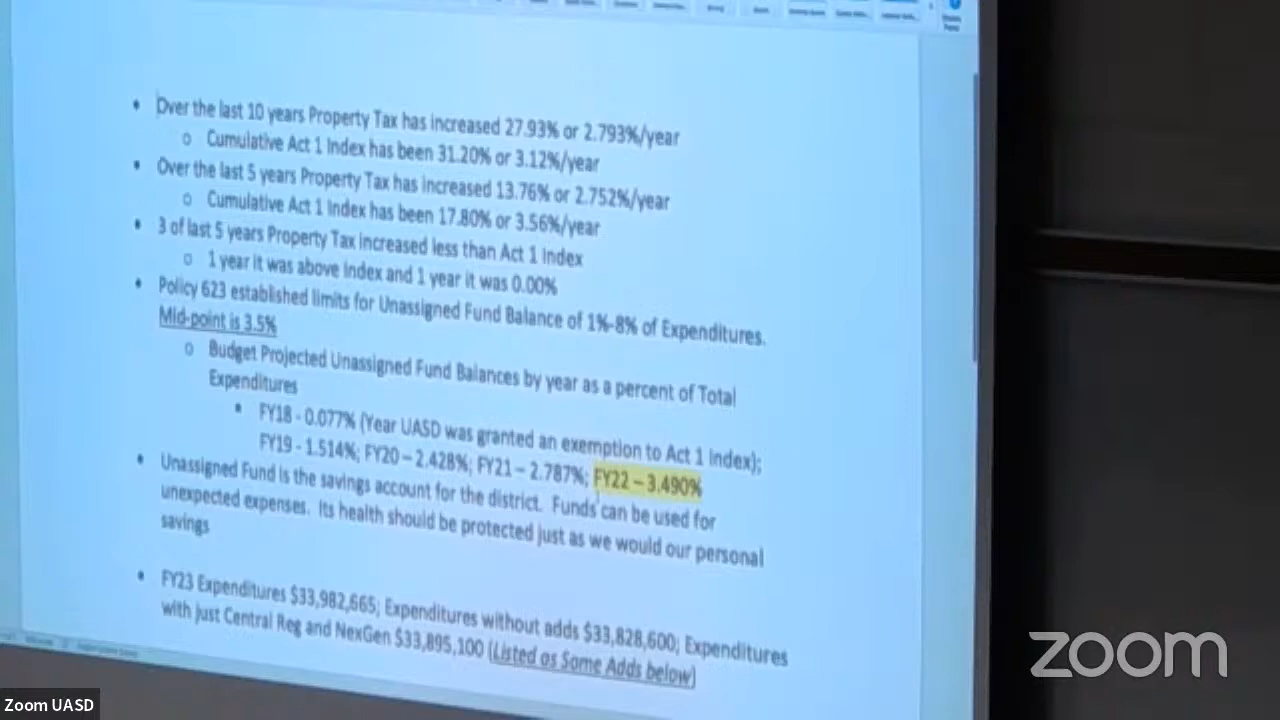 • Over the last 10 years Property Tax has increased 27.93% or 2.793%/year
o Cumulative Act 1 Index has been 31.20% or 3.12%/year
• Over the last 5 years Property Tax has increased 13.76% or 2.752%/year
o Cumulative Act 1 Index has been 17.80% or 3.56%/year
• 3 of last 5 years Property Tax increased less than Act 1 Index
o 1 year it was above Index and 1 year it was 0.00%
• Policy 623 established limits for Unassigned Fund Balance of 1%-8% of Expenditures.
Mid-point is 3.5%
o Budget Projected Unassigned Fund Balances by year as a percent of Total
Expenditures
▪ FY18 - 0.077% (Year UASD was granted an exemption to Act 1 Index);
FY19 - 1.514%; FY20 – 2.428%; FY21 – 2.787%; FY22 – 3.490%
• Unassigned Fund is the savings account for the district. Funds can be used for
unexpected expenses. Its health should be protected just as we would our personal
savings
• FY23 Expenditures $33,982,665; Expenditures without adds $33,828,600; Expenditures
with just Central Reg and NexGen $33,895,100 (Listed as Some Adds below)
zoom
Zoom UASD